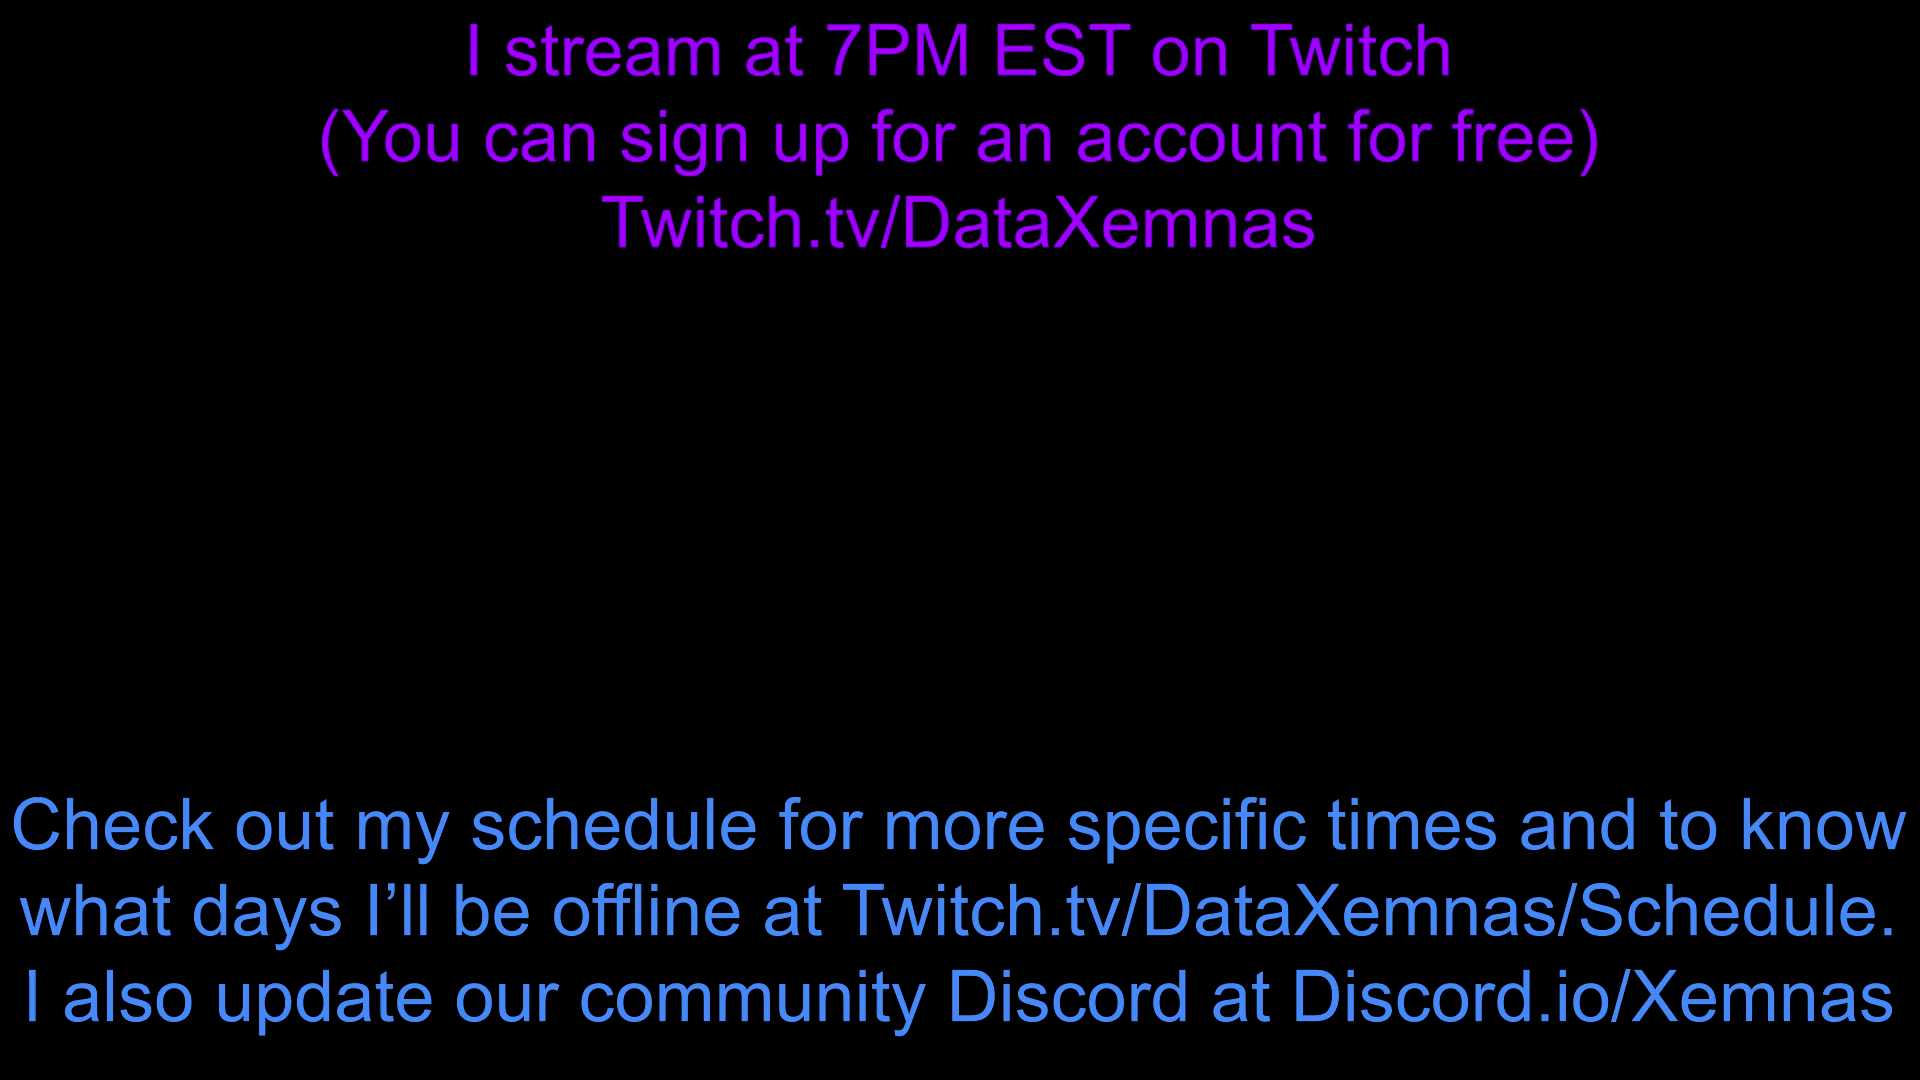 I stream at 7PM EST on Twitch
(You can sign up for an account for free)
Twitch.tv/DataXemnas
Check out my schedule for more specific times and to know
what days I’ll be offline at Twitch.tv/DataXemnas/Schedule.
I also update our community Discord at Discord.io/Xemnas